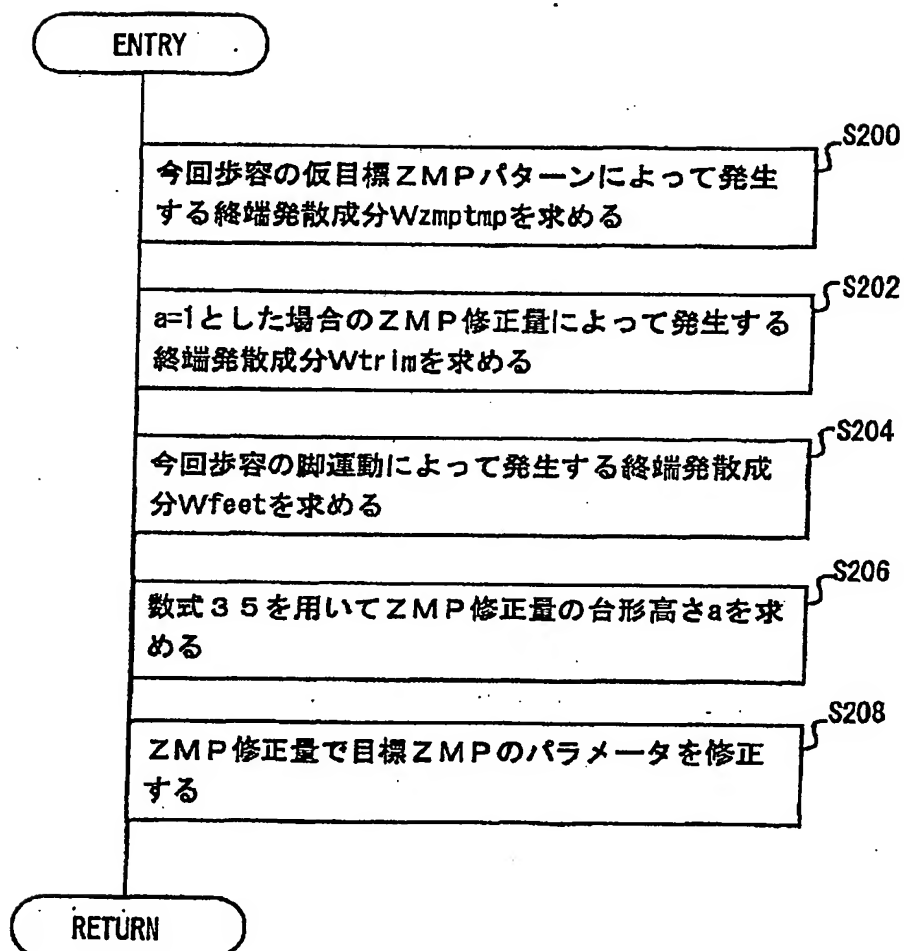 ENTRY
S200
今回歩容の仮目標ZMPパターンによって発生
する終端発散成分Wzmptmpを求める
S202
a=1とした場合のZMP修正量によって発生する
終端発散成分Wtrimを求める
S204
今回歩容の脚運動によって発生する終端発散成
分Wfeetを求める
S206
数式35を用いてZMP修正量の台形高さaを求
める
S208
ZMP修正量で目標ZMPのパラメータを修正
する
RETURN